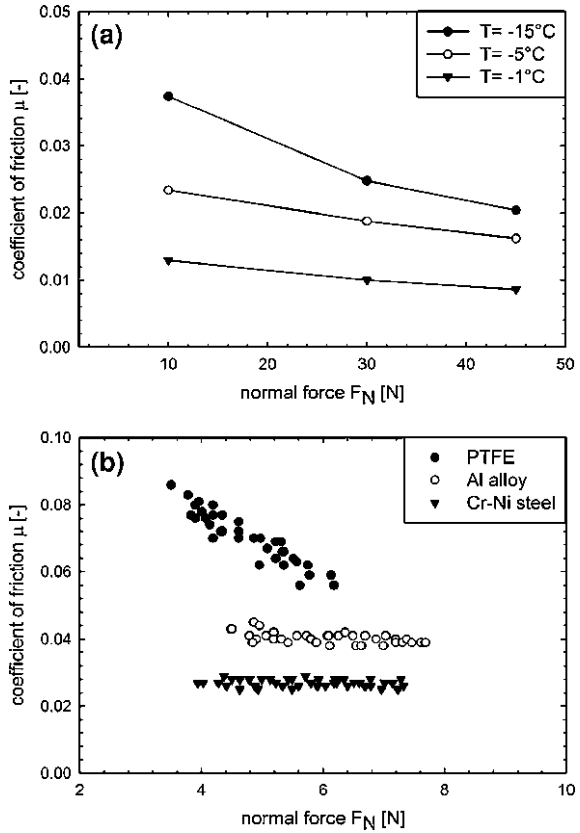 (a)
T= -15°C
T= -5°C
T= -1°C
0.05
0.04
0.03
0.02
0.01
0.00
coefficient of friction μ [-]
10
20
30
40
50
normal force FN [N]
(b)
PTFE
Al alloy
Cr-Ni steel
0.10
0.08
0.06
0.04
0.02
0.00
coefficient of friction μ [-]
2
4
6
8
10
normal force FN [N]